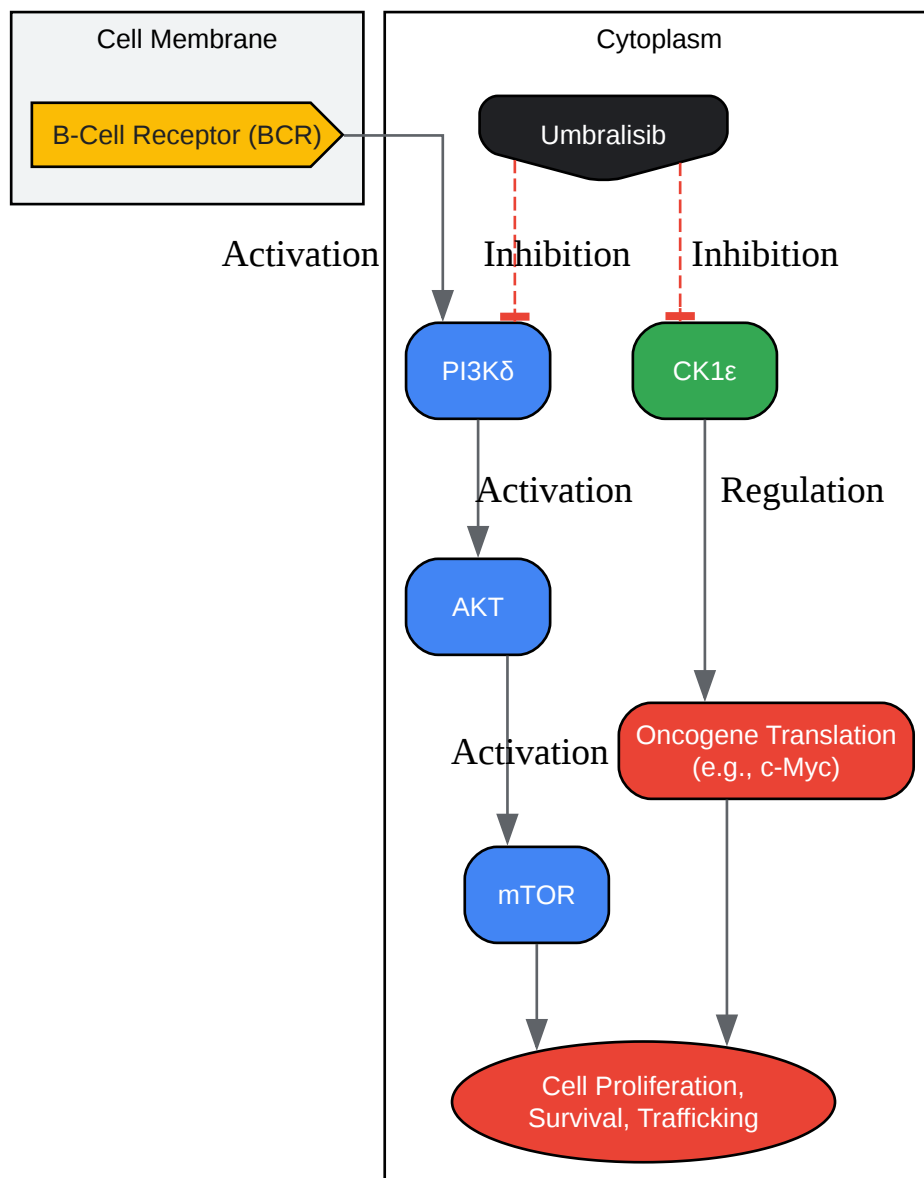 Cell Membrane
Cytoplasm
B-Cell Receptor (BCR)
Umbralisib
Activation
Inhibition
Inhibition
PI3Kδ
CK1ε
Activation
Regulation
AKT
Oncogene Translation
(e.g., c-Myc)
Activation
mTOR
Cell Proliferation,
Survival, Trafficking